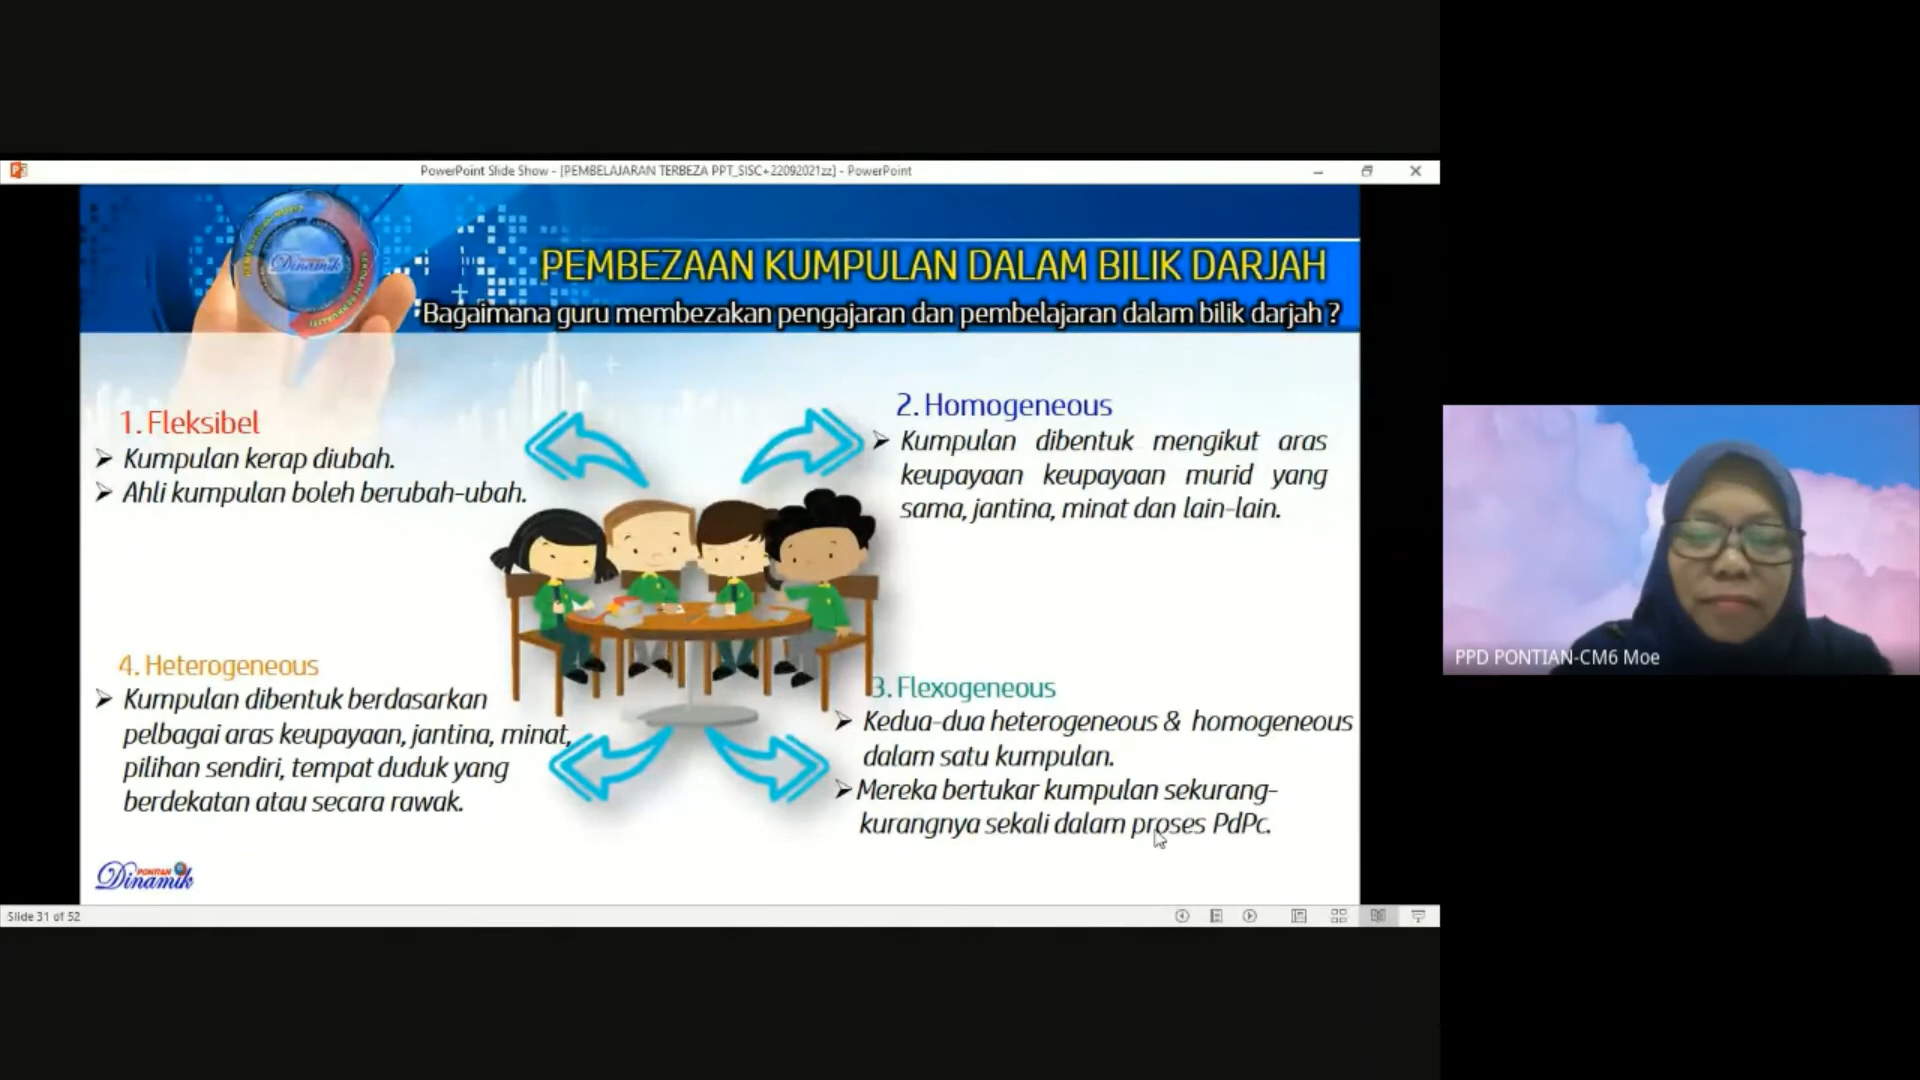 PowerPoint Slide Show - [PEMBELAJARAN TERBEZA PPT_SISC+22092021zz] - PowerPoint
Dinamik
PEMBEZAAN KUMPULAN DALAM BILIK DARJAH
Bagaimana guru membezakan pengajaran dan pembelajaran dalam bilik darjah ?
1. Fleksibel
➢ Kumpulan kerap diubah.
➢ Ahli kumpulan boleh berubah-ubah.
2. Homogeneous
➢ Kumpulan dibentuk mengikut aras
keupayaan keupayaan murid yang
sama, jantina, minat dan lain-lain.
4. Heterogeneous
➢ Kumpulan dibentuk berdasarkan
pelbagai aras keupayaan, jantina, minat,
pilihan sendiri, tempat duduk yang
berdekatan atau secara rawak.
3. Flexogeneous
➢ Kedua-dua heterogeneous & homogeneous
dalam satu kumpulan.
➢ Mereka bertukar kumpulan sekurang-
kurangnya sekali dalam proses PdPc.
PONTIAN
Dinamik
Slide 31 of 52
PPD PONTIAN-CM6 Moe